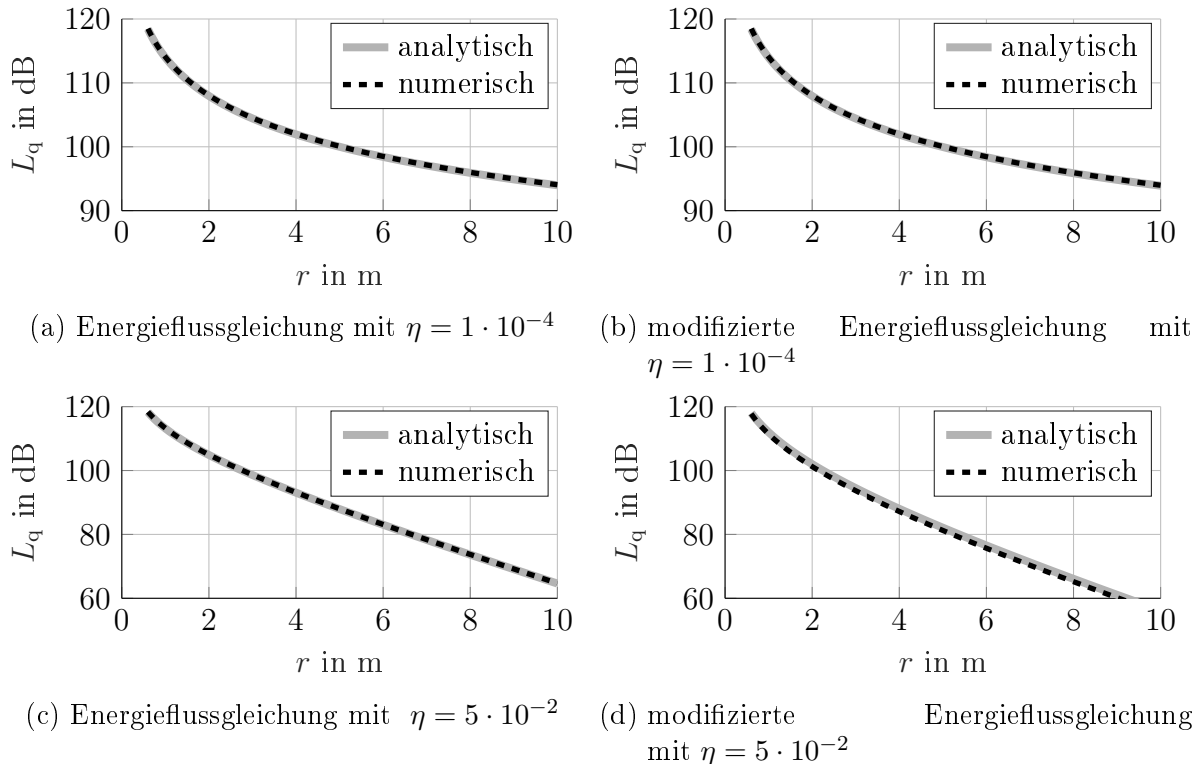 120
110
100
90
L_q in dB
0 2 4 6 8 10
r in m
analytisch
numerisch
(a) Energieflussgleichung mit η = 1 · 10⁻⁴
120
110
100
90
L_q in dB
0 2 4 6 8 10
r in m
analytisch
numerisch
(b) modifizierte Energieflussgleichung mit
η = 1 · 10⁻⁴
120
100
80
60
L_q in dB
0 2 4 6 8 10
r in m
analytisch
numerisch
(c) Energieflussgleichung mit η = 5 · 10⁻²
120
100
80
60
L_q in dB
0 2 4 6 8 10
r in m
analytisch
numerisch
(d) modifizierte Energieflussgleichung
mit η = 5 · 10⁻²